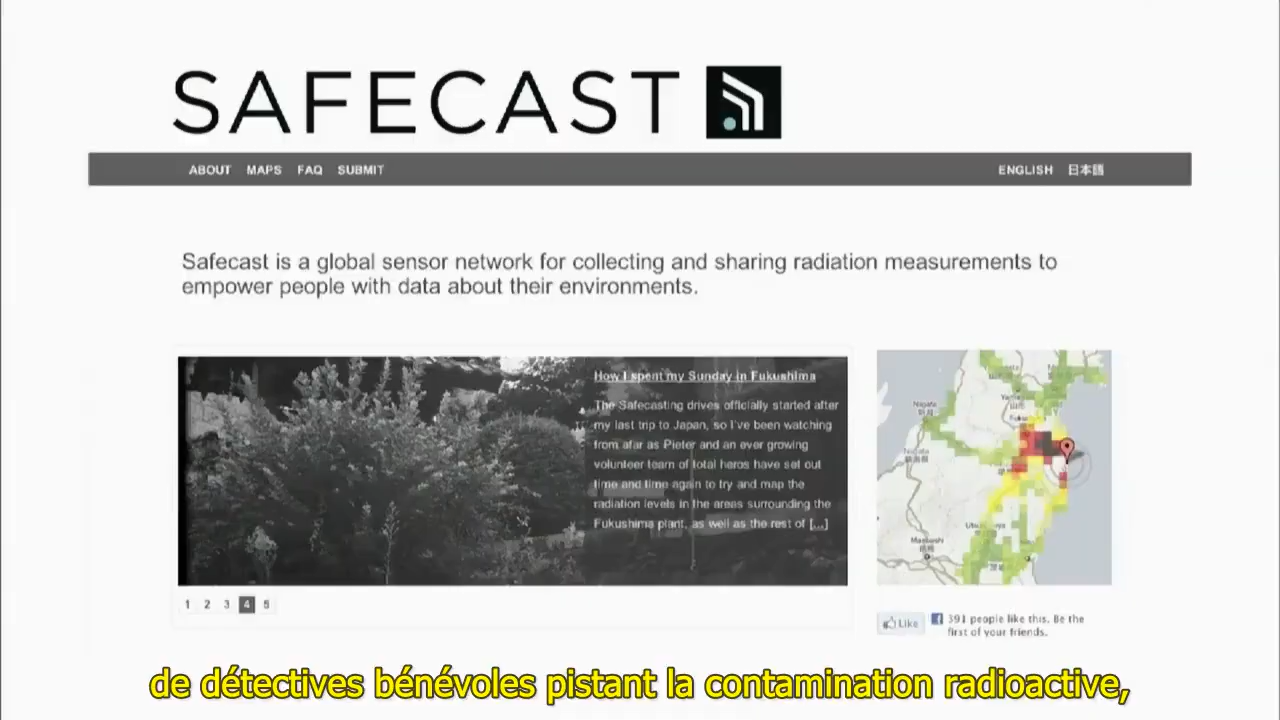 SAFECAST
ABOUT MAPS FAQ SUBMIT ENGLISH 日本語
Safecast is a global sensor network for collecting and sharing radiation measurements to
empower people with data about their environments.
How I spent my Sunday in Fukushima
The Safecasting drives officially started after
my last trip to Japan, so I've been watching
from afar as Pieter and an ever growing
volunteer team of total heros have set out
time and time again to try and map the
radiation levels in the areas surrounding the
Fukushima plant, as well as the rest of [...]
Niigata
新潟
Nagaoka
1 2 3 4 5
Like 391 people like this. Be the
first of your friends.
de détectives bénévoles pistant la contamination radioactive,